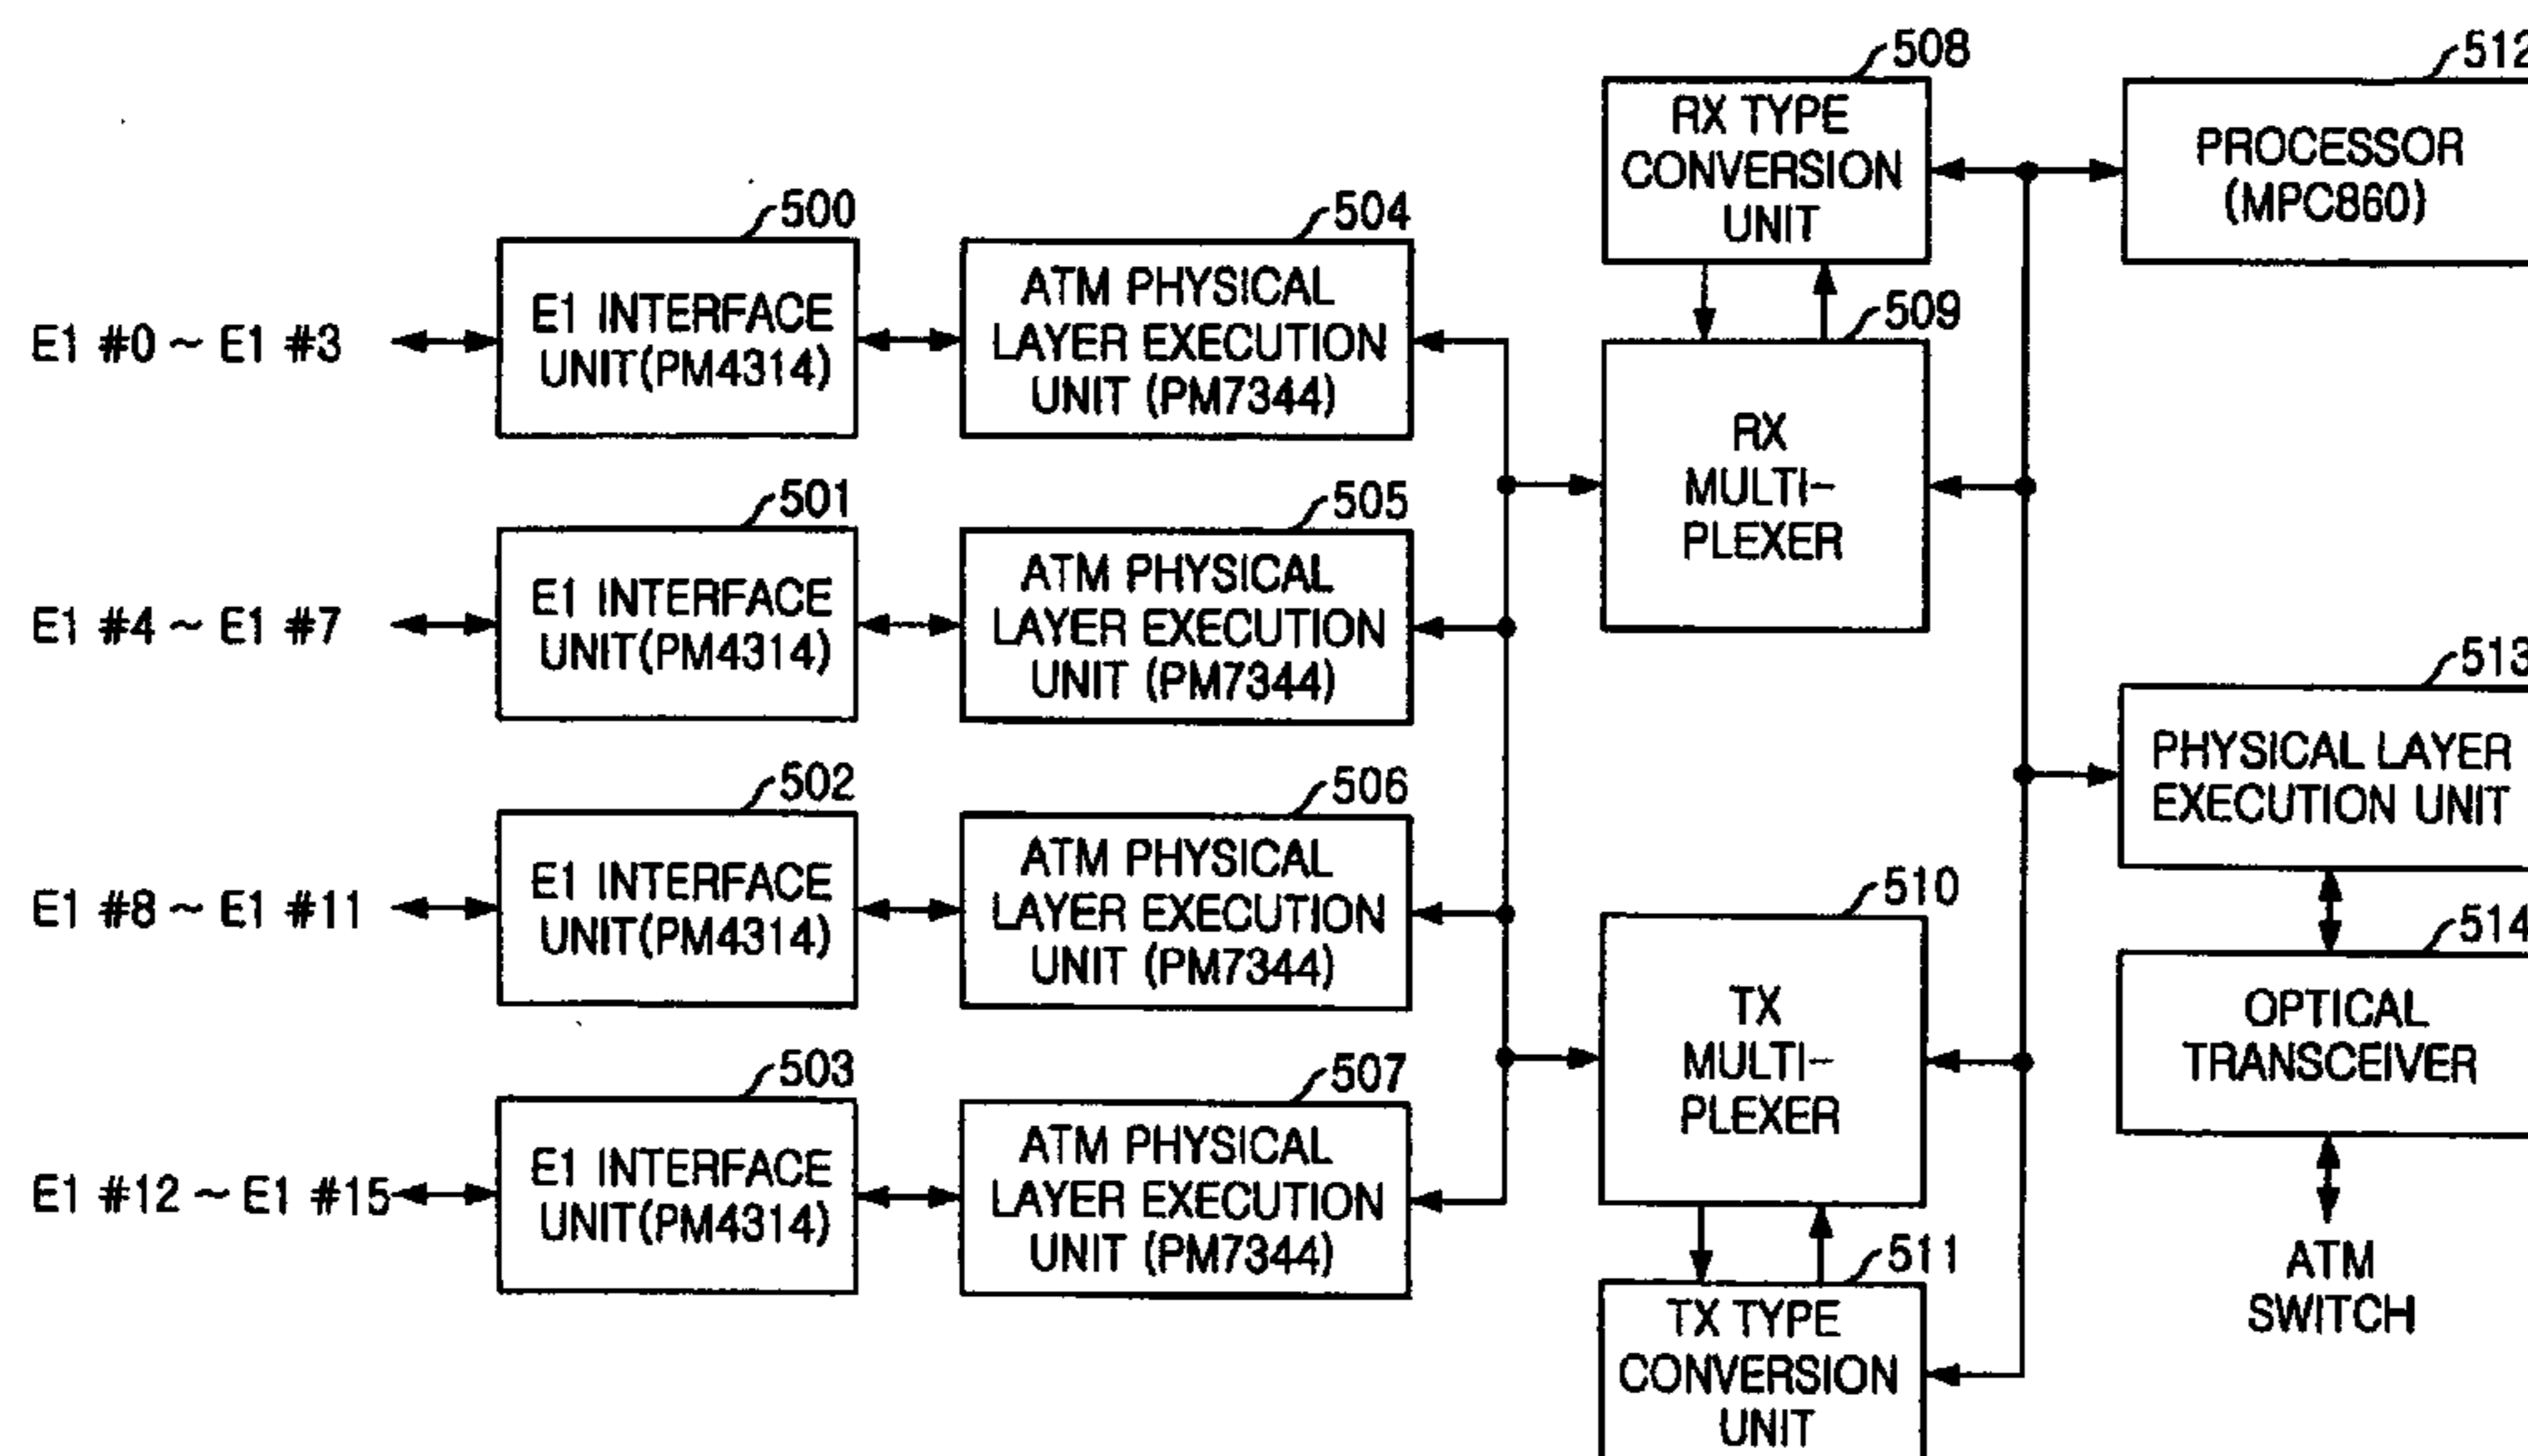 508
RX TYPE
CONVERSION
UNIT
512
PROCESSOR
(MPC860)
500
E1 #0 ~ E1 #3
E1 INTERFACE
UNIT(PM4314)
504
ATM PHYSICAL
LAYER EXECUTION
UNIT (PM7344)
509
RX
MULTI-
PLEXER
501
E1 #4 ~ E1 #7
E1 INTERFACE
UNIT(PM4314)
505
ATM PHYSICAL
LAYER EXECUTION
UNIT (PM7344)
513
PHYSICAL LAYER
EXECUTION UNIT
502
E1 #8 ~ E1 #11
E1 INTERFACE
UNIT(PM4314)
506
ATM PHYSICAL
LAYER EXECUTION
UNIT (PM7344)
510
TX
MULTI-
PLEXER
514
OPTICAL
TRANSCEIVER
503
E1 #12 ~ E1 #15
E1 INTERFACE
UNIT(PM4314)
507
ATM PHYSICAL
LAYER EXECUTION
UNIT (PM7344)
511
TX TYPE
CONVERSION
UNIT
ATM
SWITCH